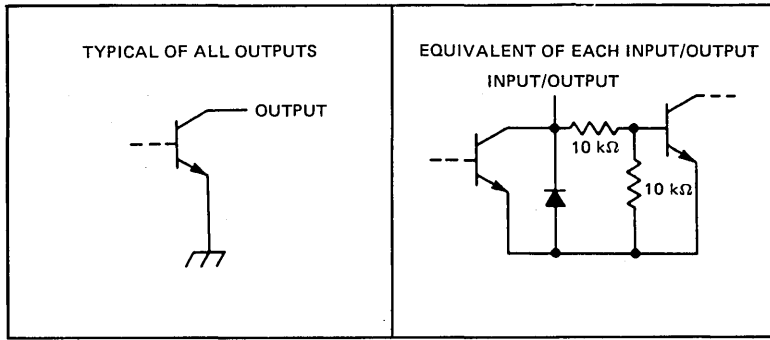 TYPICAL OF ALL OUTPUTS
OUTPUT
EQUIVALENT OF EACH INPUT/OUTPUT
INPUT/OUTPUT
10 kΩ
10 kΩ